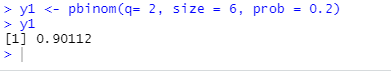 > y1 <- pbinom(q= 2, size = 6, prob = 0.2)
> y1
[1] 0.90112
>